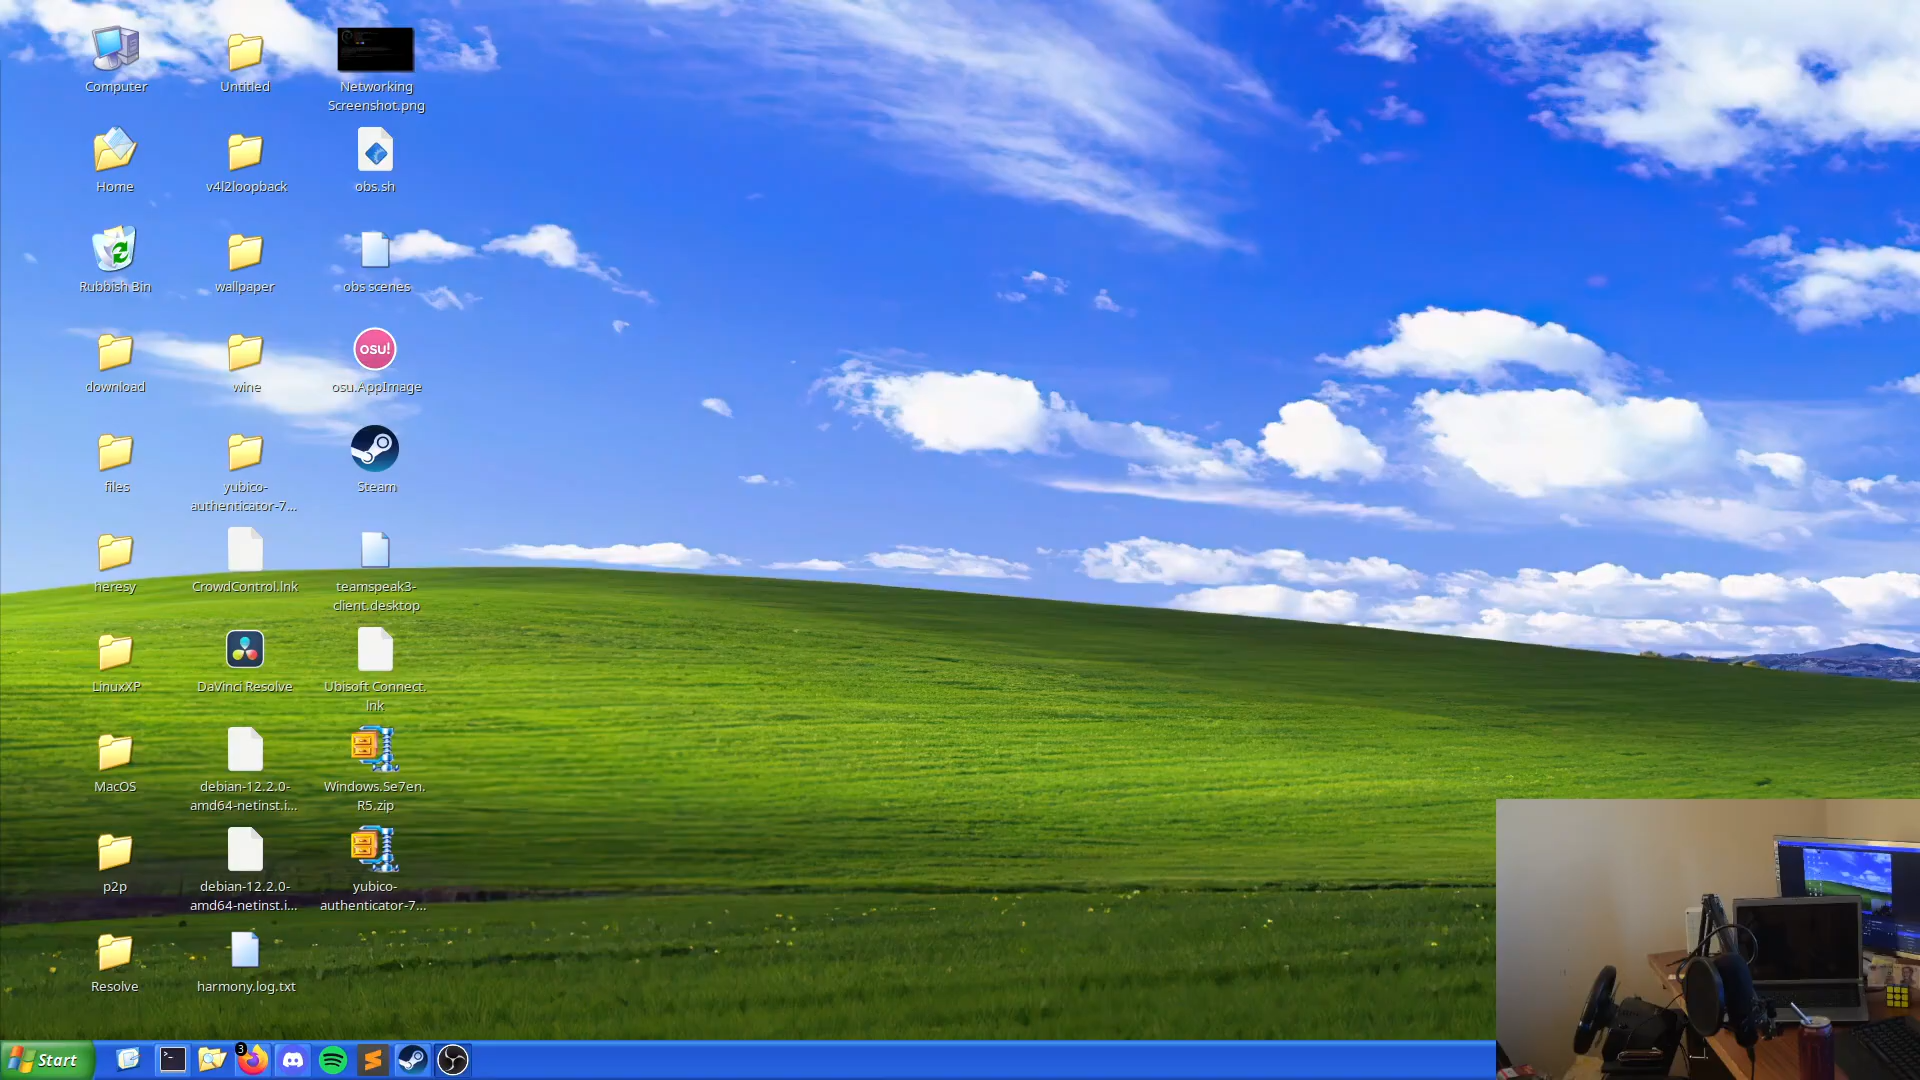 Computer
Untitled
Networking
Screenshot.png
Home
v4l2loopback
obs.sh
Rubbish Bin
wallpaper
obs scenes
download
wine
osu!
osu.AppImage
files
yubico-
authenticator-7...
Steam
heresy
CrowdControl.lnk
teamspeak3-
client.desktop
LinuxXP
DaVinci Resolve
Ubisoft Connect.
lnk
MacOS
debian-12.2.0-
amd64-netinst.i...
Windows.Se7en.
R5.zip
p2p
debian-12.2.0-
amd64-netinst.i...
yubico-
authenticator-7...
Resolve
harmony.log.txt
Start
3